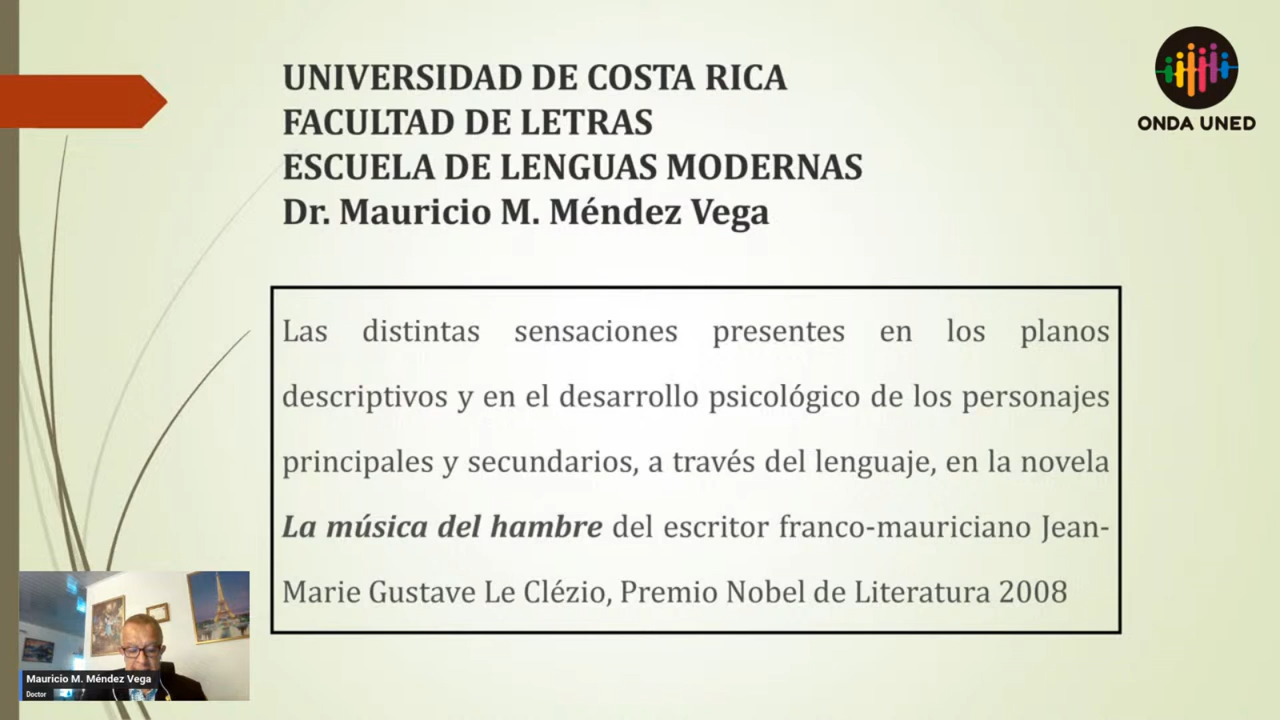 UNIVERSIDAD DE COSTA RICA
FACULTAD DE LETRAS
ESCUELA DE LENGUAS MODERNAS
Dr. Mauricio M. Méndez Vega
ONDA UNED
Las distintas sensaciones presentes en los planos
descriptivos y en el desarrollo psicológico de los personajes
principales y secundarios, a través del lenguaje, en la novela
La música del hambre del escritor franco-mauriciano Jean-
Marie Gustave Le Clézio, Premio Nobel de Literatura 2008
Mauricio M. Méndez Vega
Doctor